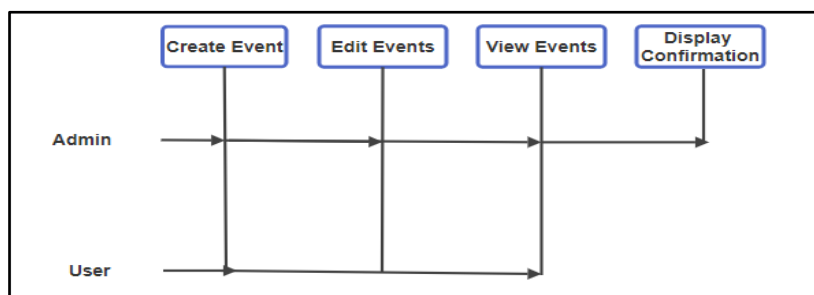 Create Event
Edit Events
View Events
Display
Confirmation
Admin
User